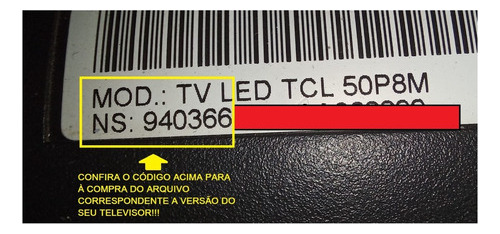 MOD.: TV LED TCL 50P8M
NS: 940366
CONFIRA O CÓDIGO ACIMA PARA
À COMPRA DO ARQUIVO
CORRESPONDENTE A VERSÃO DO
SEU TELEVISOR!!!